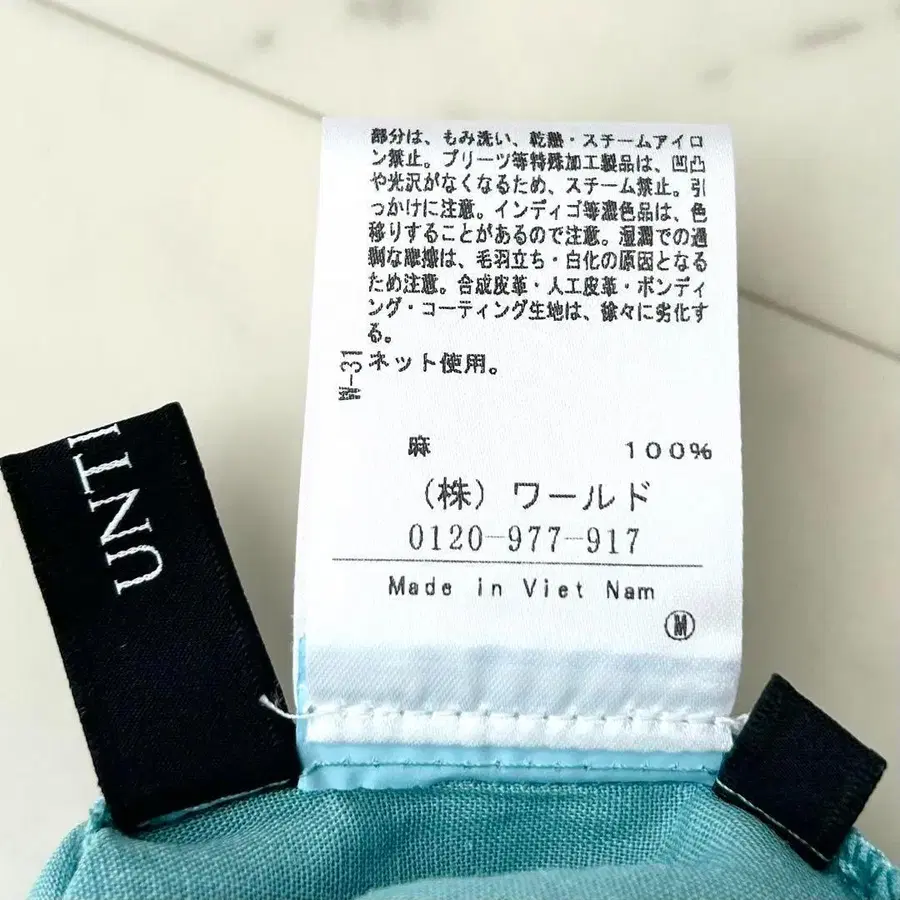 部分は、もみ洗い、乾熱・スチームアイロ
ン禁止。プリーツ等特殊加工製品は、凹凸
や光沢がなくなるため、スチーム禁止。引
っかけに注意。インディゴ等濃色品は、色
移りすることがあるので注意。湿潤での過
剰な摩擦は、毛羽立ち・白化の原因となる
ため注意。合成皮革・人工皮革・ボンディ
ング・コーティング生地は、徐々に劣化す
る。
ネット使用。
W-31
麻 100%
(株)ワールド
0120-977-917
Made in Viet Nam
M
UNTI